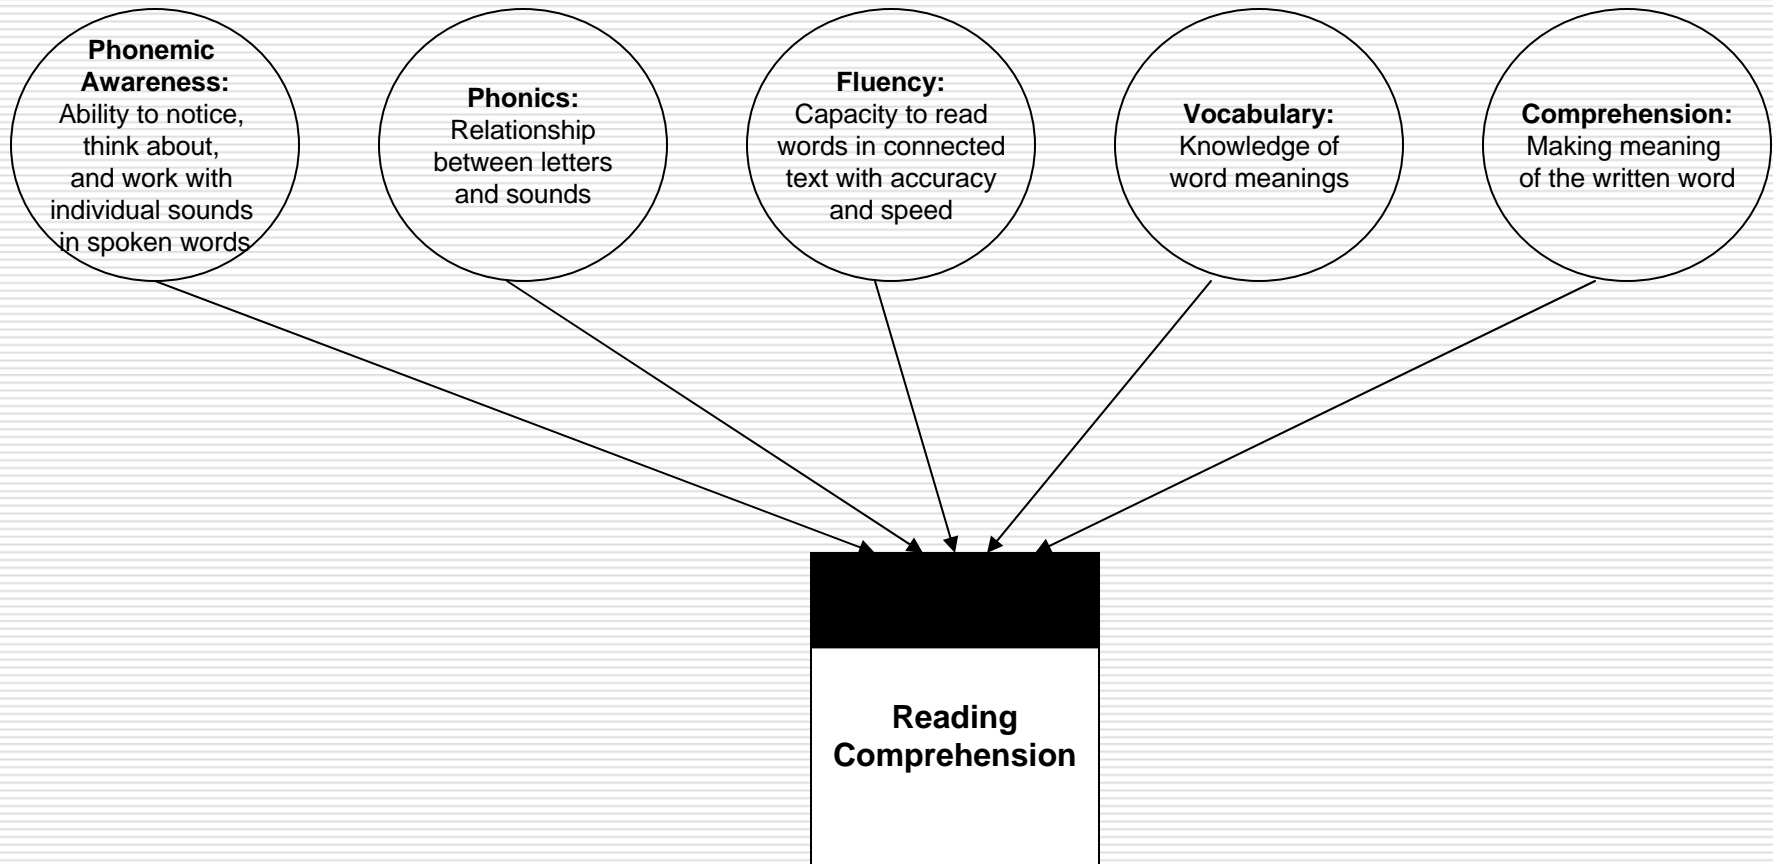 Phonemic
Awareness:
Ability to notice,
think about,
and work with
individual sounds
in spoken words
Phonics:
Relationship
between letters
and sounds
Fluency:
Capacity to read
words in connected
text with accuracy
and speed
Vocabulary:
Knowledge of
word meanings
Comprehension:
Making meaning
of the written word
Reading
Comprehension